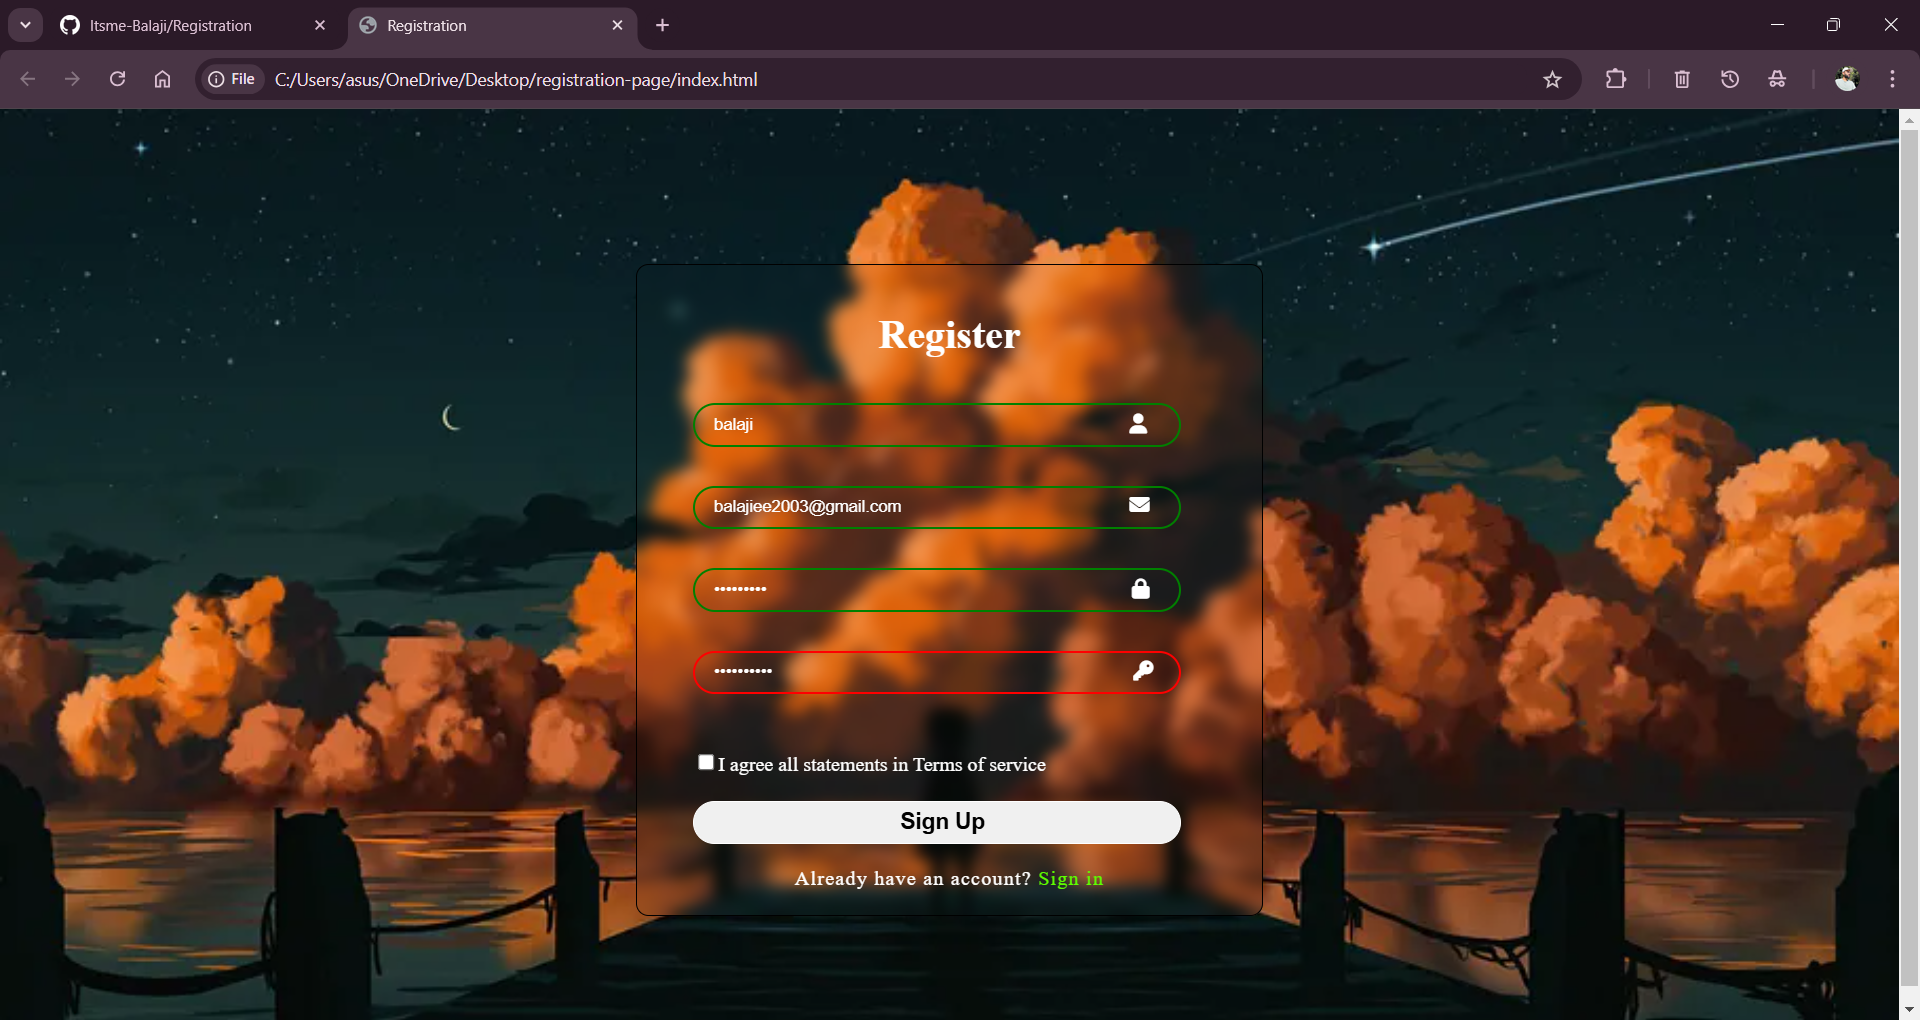 Itsme-Balaji/Registration
Registration
File
C:/Users/asus/OneDrive/Desktop/registration-page/index.html
Register
balaji
balajiee2003@gmail.com
•••••••••
••••••••••
I agree all statements in Terms of service
Sign Up
Already have an account? Sign in